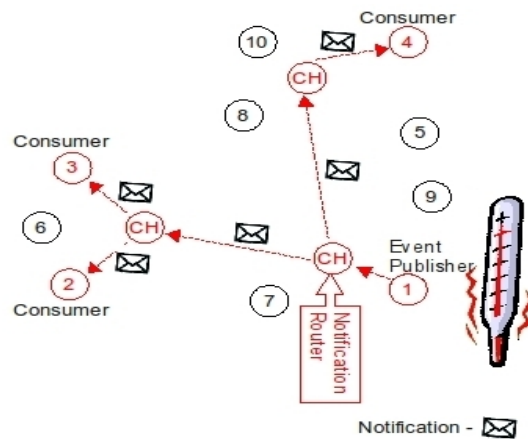 Consumer
10
4
CH
8
5
Consumer
3
9
6
CH
CH
Event
Publisher
2
1
Consumer
7
Notification
Router
Notification -